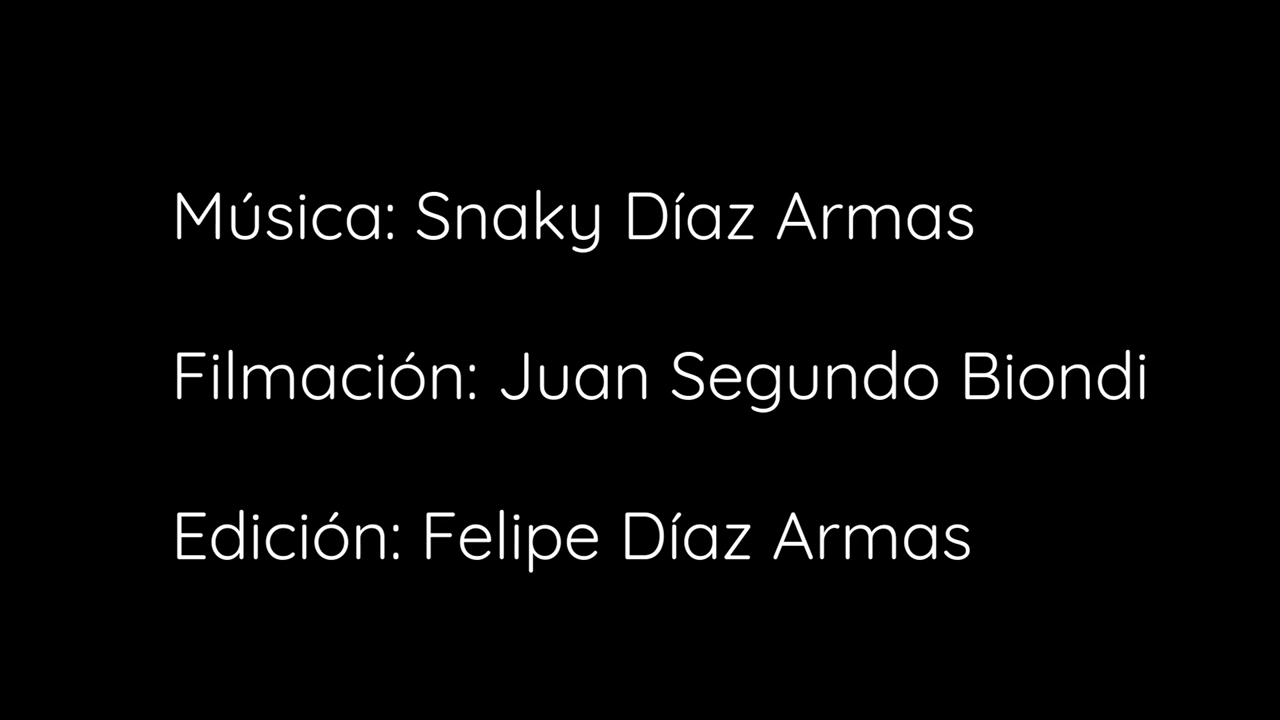 Música: Snaky Díaz Armas
Filmación: Juan Segundo Biondi
Edición: Felipe Díaz Armas